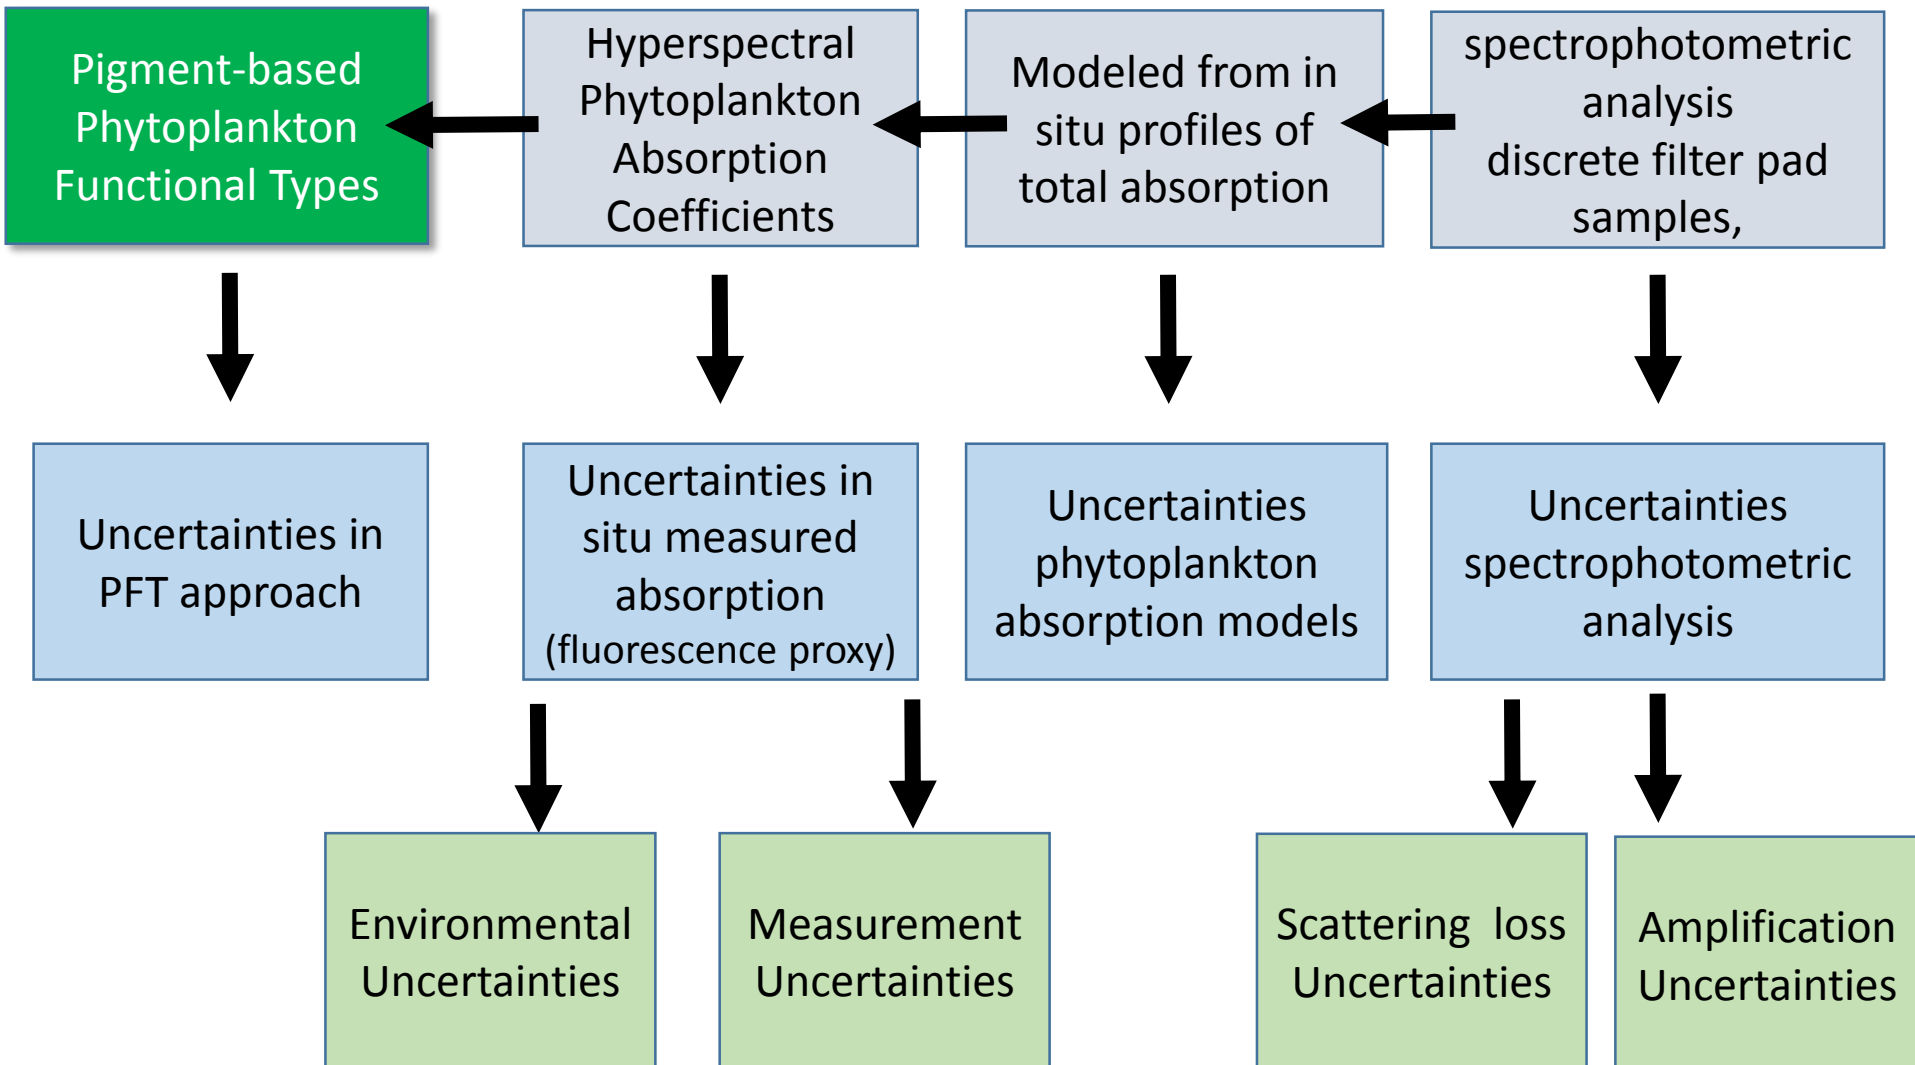 Pigment-based
Phytoplankton
Functional Types
Hyperspectral
Phytoplankton
Absorption
Coefficients
Modeled from in
situ profiles of
total absorption
spectrophotometric
analysis
discrete filter pad
samples,
Uncertainties in
PFT approach
Uncertainties in
situ measured
absorption
(fluorescence proxy)
Uncertainties
phytoplankton
absorption models
Uncertainties
spectrophotometric
analysis
Environmental
Uncertainties
Measurement
Uncertainties
Scattering  loss
Uncertainties
Amplification
Uncertainties